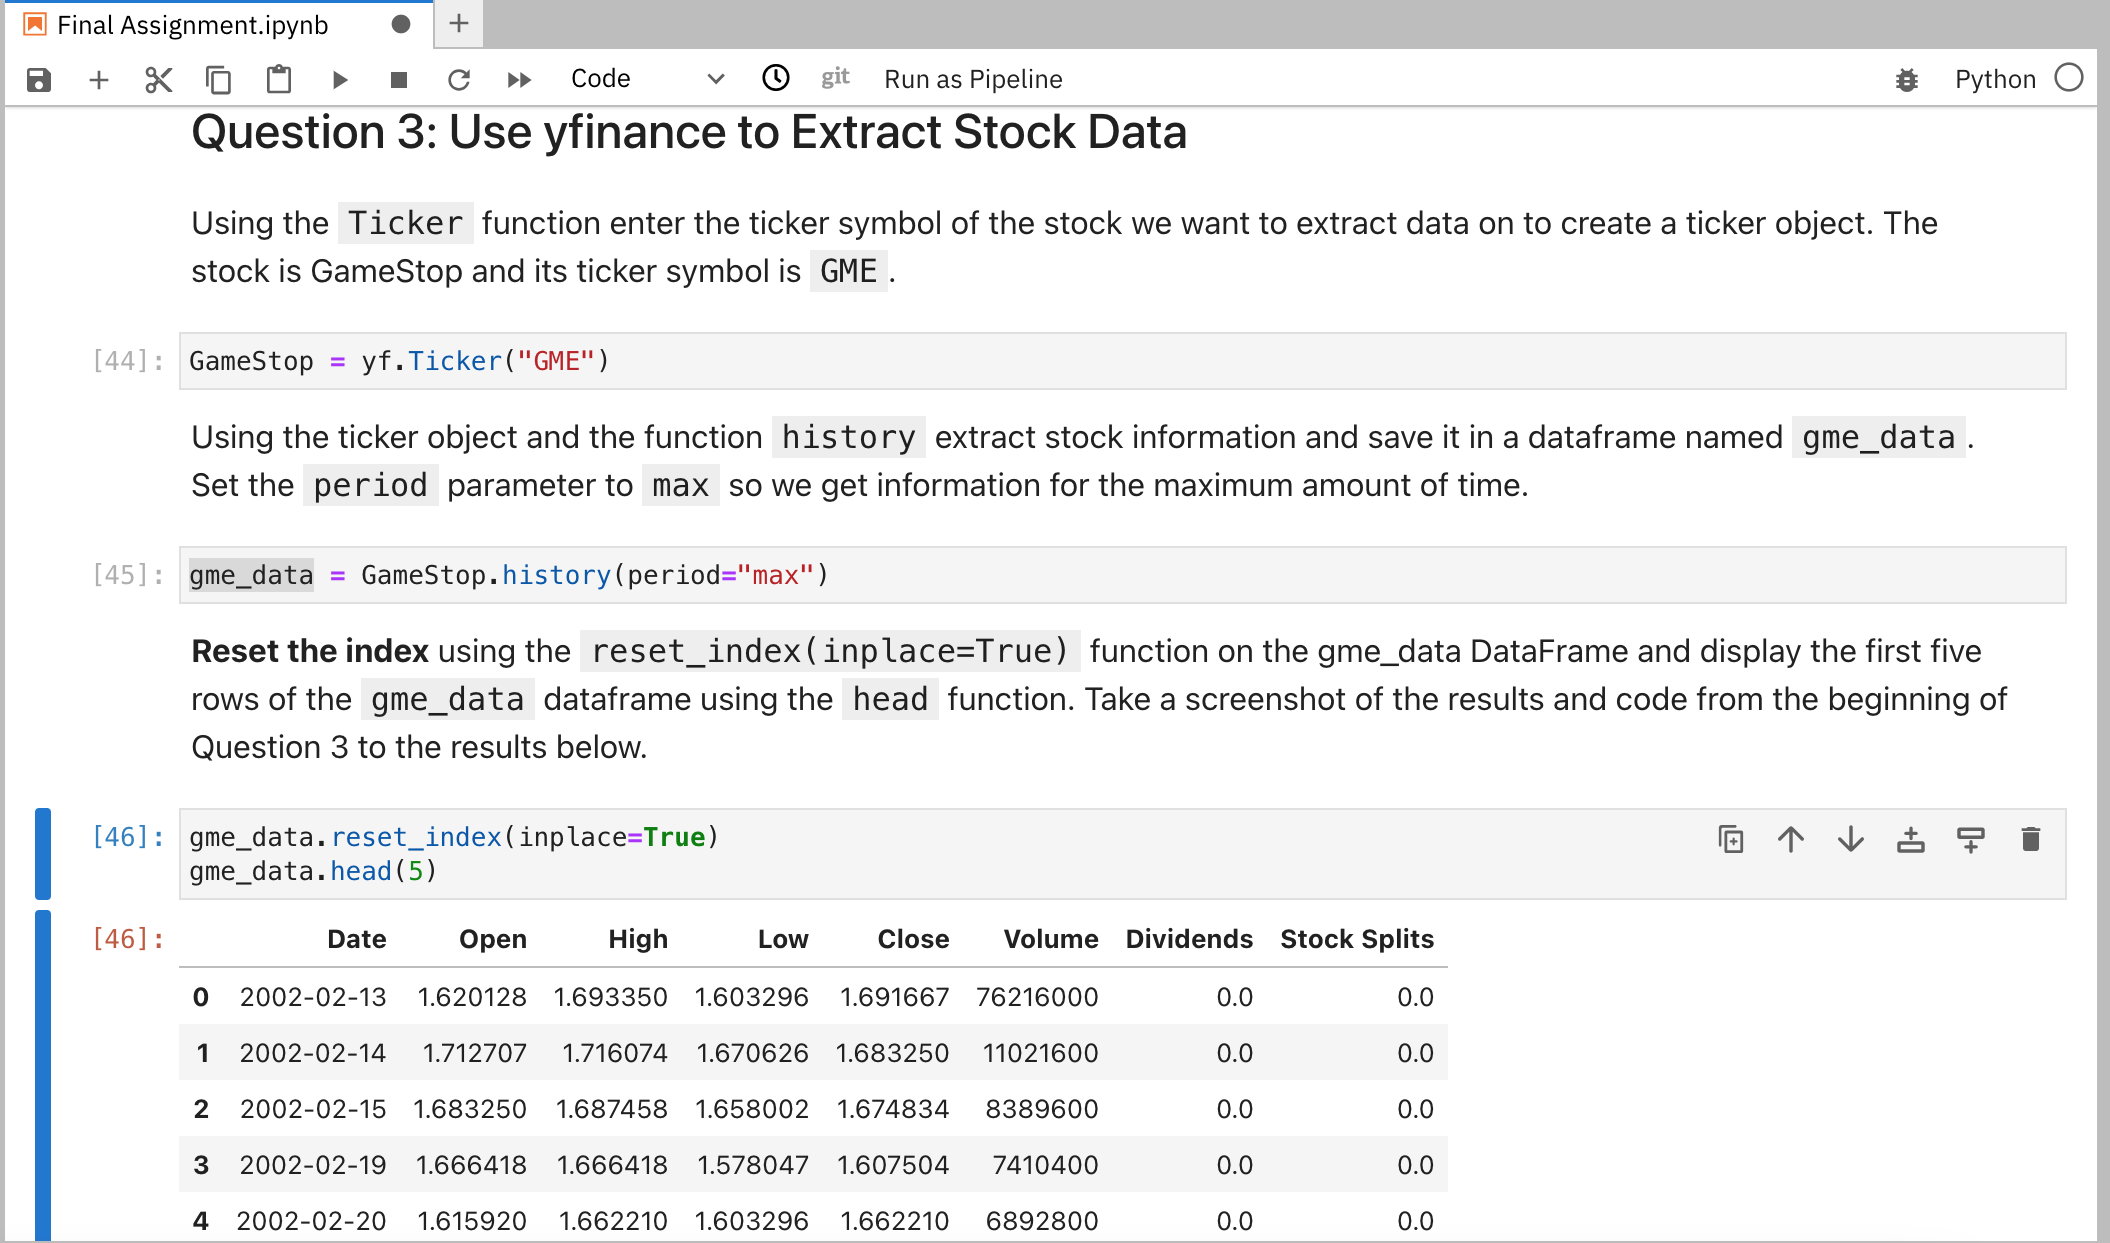 Final Assignment.ipynb
Code git Run as Pipeline Python
Question 3: Use yfinance to Extract Stock Data
Using the Ticker function enter the ticker symbol of the stock we want to extract data on to create a ticker object. The
stock is GameStop and its ticker symbol is GME .
[44]: GameStop = yf.Ticker("GME")
Using the ticker object and the function history extract stock information and save it in a dataframe named gme_data .
Set the period parameter to max so we get information for the maximum amount of time.
[45]: gme_data = GameStop.history(period="max")
Reset the index using the reset_index(inplace=True) function on the gme_data DataFrame and display the first five
rows of the gme_data dataframe using the head function. Take a screenshot of the results and code from the beginning of
Question 3 to the results below.
[46]: gme_data.reset_index(inplace=True)
gme_data.head(5)
[46]: Date Open High Low Close Volume Dividends Stock Splits
0 2002-02-13 1.620128 1.693350 1.603296 1.691667 76216000 0.0 0.0
1 2002-02-14 1.712707 1.716074 1.670626 1.683250 11021600 0.0 0.0
2 2002-02-15 1.683250 1.687458 1.658002 1.674834 8389600 0.0 0.0
3 2002-02-19 1.666418 1.666418 1.578047 1.607504 7410400 0.0 0.0
4 2002-02-20 1.615920 1.662210 1.603296 1.662210 6892800 0.0 0.0